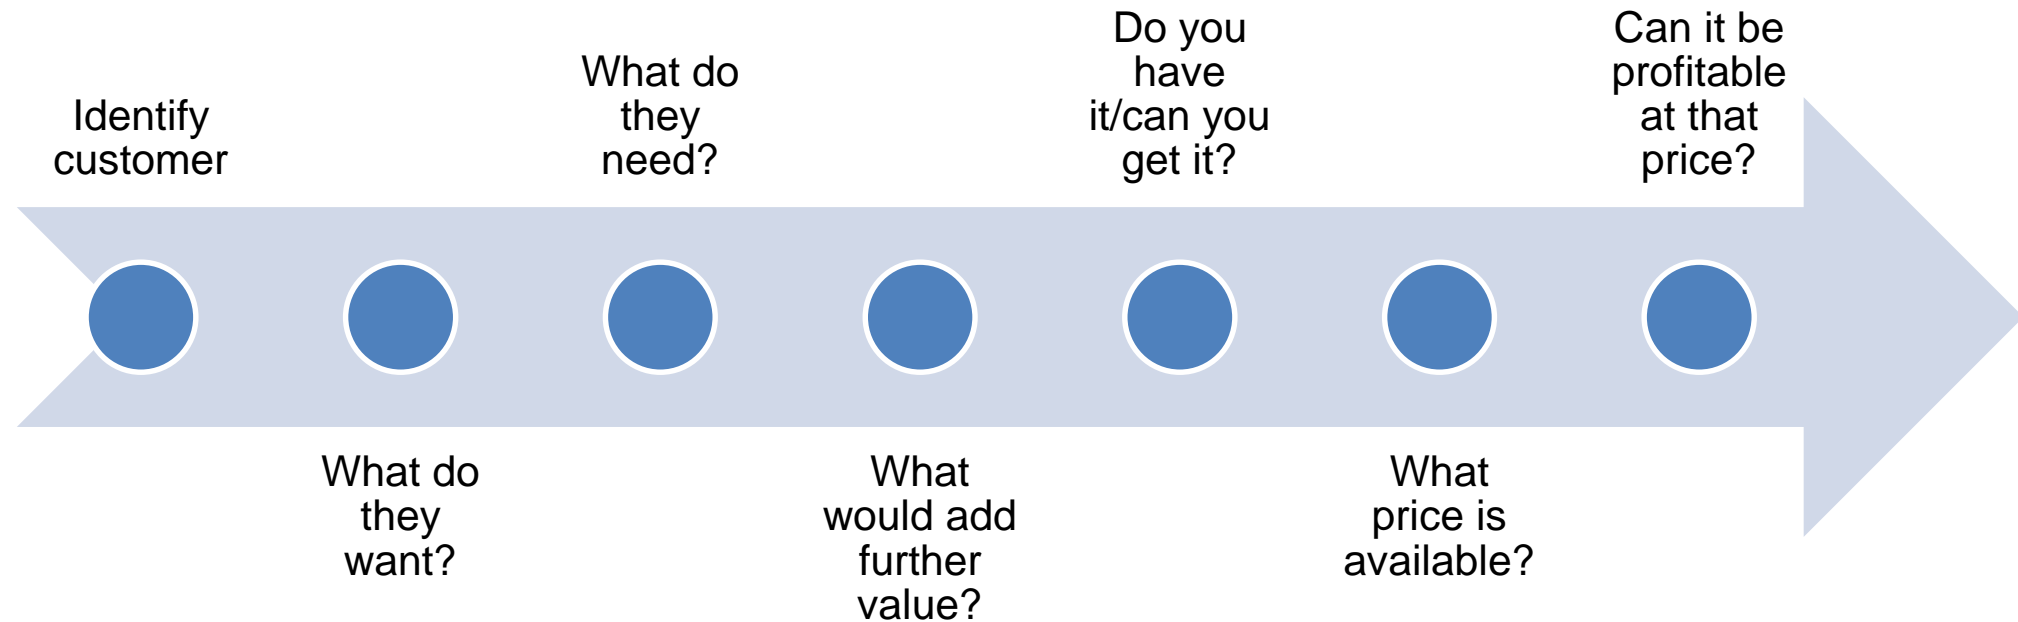 Identify
customer
What do
they
want?
What do
they
need?
What
would add
further
value?
Do you
have
it/can you
get it?
What
price is
available?
Can it be
profitable
at that
price?